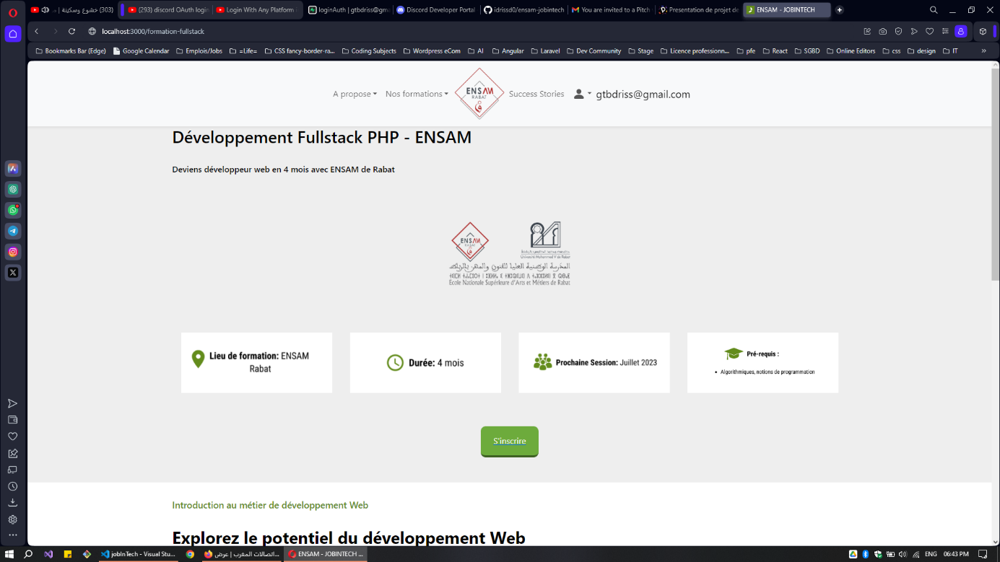 (303) خشوع وسكينة | د
(293) discord OAuth login
Login With Any Platform
loginAuth | gtbdriss@gm
Discord Developer Portal
idrissd0/ensam-jobintech
You are invited to a Pitch
Presentation de projet de
ENSAM - JOBINTECH
localhost:3000/formation-fullstack
Bookmarks Bar (Edge)
Google Calendar
Emplois/Jobs
=Life=
CSS fancy-border-ra...
Coding Subjects
Wordpress eCom
AI
Angular
Laravel
Dev Community
Stage
Licence professionn...
pfe
React
SGBD
Online Editors
css
design
IT
»
A propose
Nos formations
ENSAM
RABAT
Success Stories
gtbdriss@gmail.com
Développement Fullstack PHP - ENSAM
Deviens développeur web en 4 mois avec ENSAM de Rabat
ENSAM
RABAT
Université Mohammed V de Rabat
المدرسة الوطنية العليا للفنون والمهن بالرباط
Ecole Nationale Supérieure d'Arts et Métiers de Rabat
Lieu de formation: ENSAM
Rabat
Durée: 4 mois
Prochaine Session: Juillet 2023
Pré-requis :
• Algorithmiques, notions de programmation
S'inscrire
Introduction au métier de développement Web
Explorez le potentiel du développement Web
jobInTech - Visual Stu...
اتصالات المغرب | عرض...
ENSAM - JOBINTECH ...
ENG
06:43 PM